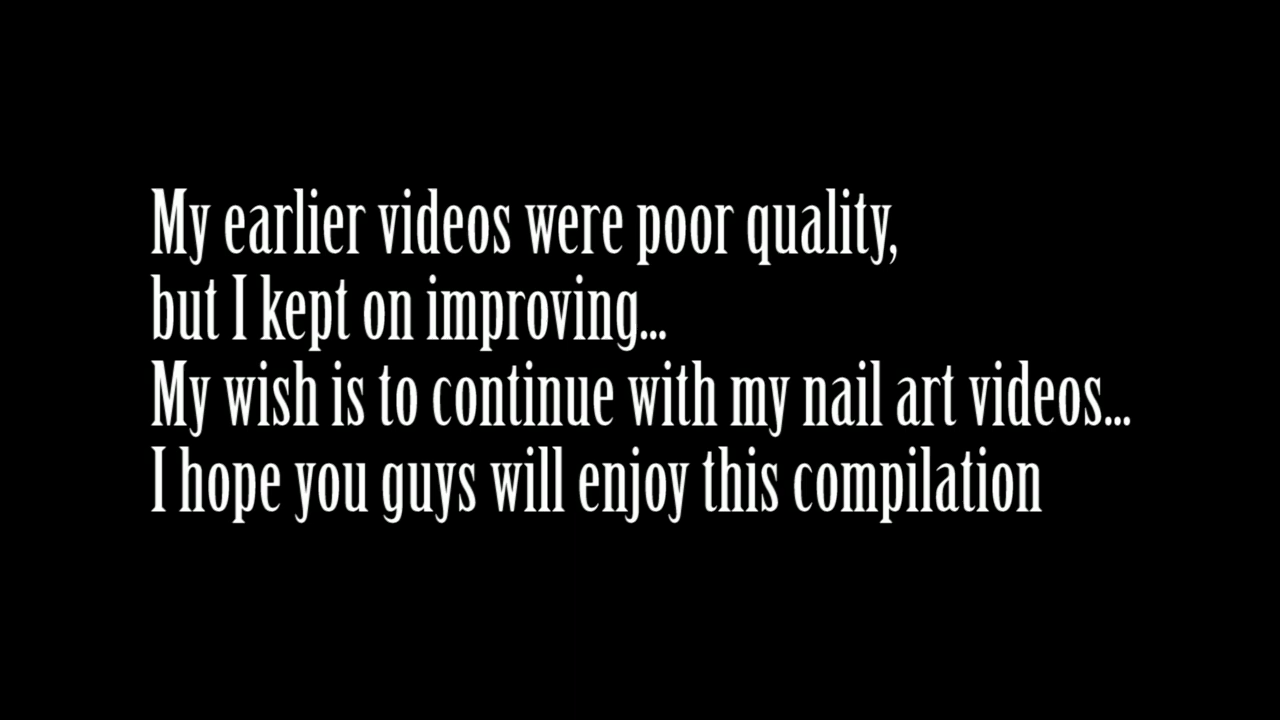 My earlier videos were poor quality,
but I kept on improving...
My wish is to continue with my nail art videos...
I hope you guys will enjoy this compilation